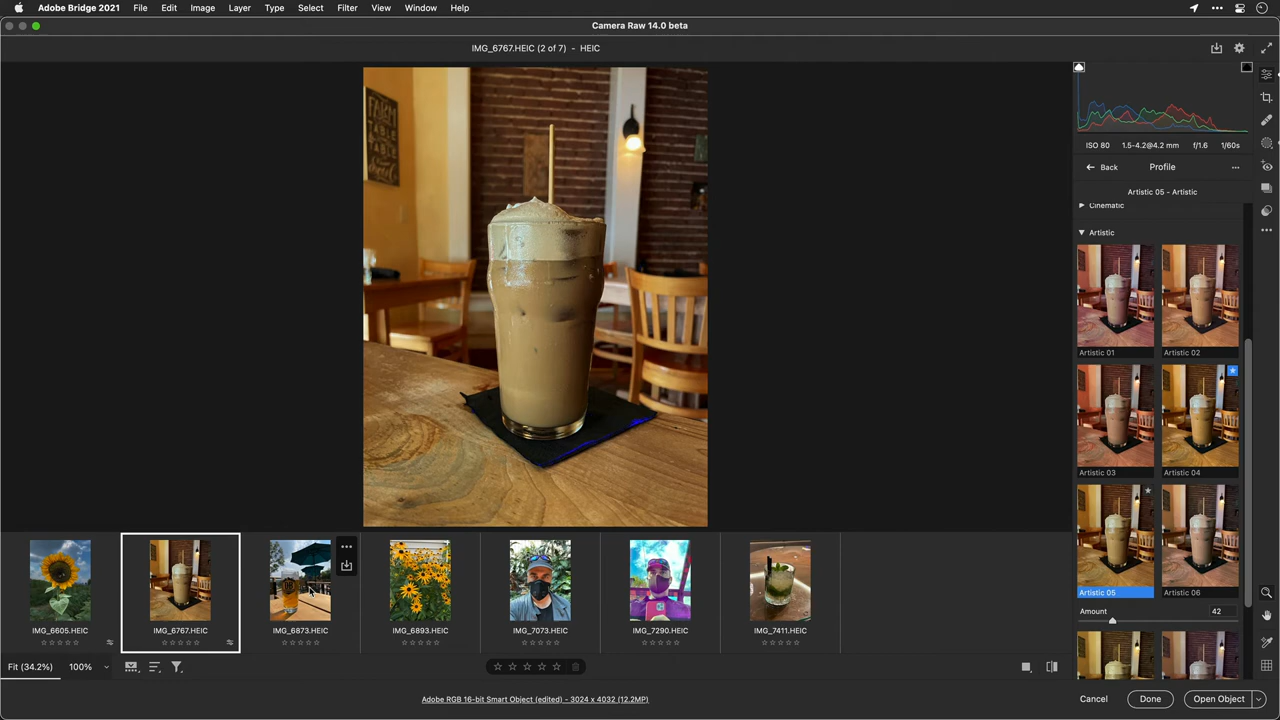 Adobe Bridge 2021 File Edit Image Layer Type Select Filter View Window Help
Camera Raw 14.0 beta
IMG_6767.HEIC (2 of 7) - HEIC
FARM
TABLE
ISO 80 1.5-4.2@4.2 mm f/1.6 1/60s
Back Profile
Artistic 05 - Artistic
Cinematic
Artistic
Artistic 01 Artistic 02
Artistic 03 Artistic 04
Artistic 05 Artistic 06
Amount 42
IMG_6605.HEIC IMG_6767.HEIC IMG_6873.HEIC IMG_6893.HEIC IMG_7073.HEIC IMG_7290.HEIC IMG_7411.HEIC
Fit (34.2%) 100%
Adobe RGB 16-bit Smart Object (edited) - 3024 x 4032 (12.2MP)
Cancel Done Open Object